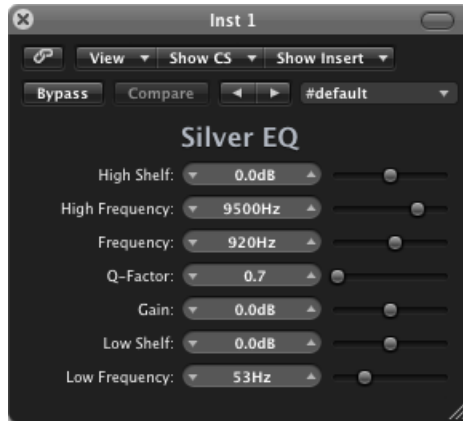 Inst 1
View Show CS Show Insert
Bypass Compare #default
Silver EQ
High Shelf: 0.0dB
High Frequency: 9500Hz
Frequency: 920Hz
Q-Factor: 0.7
Gain: 0.0dB
Low Shelf: 0.0dB
Low Frequency: 53Hz